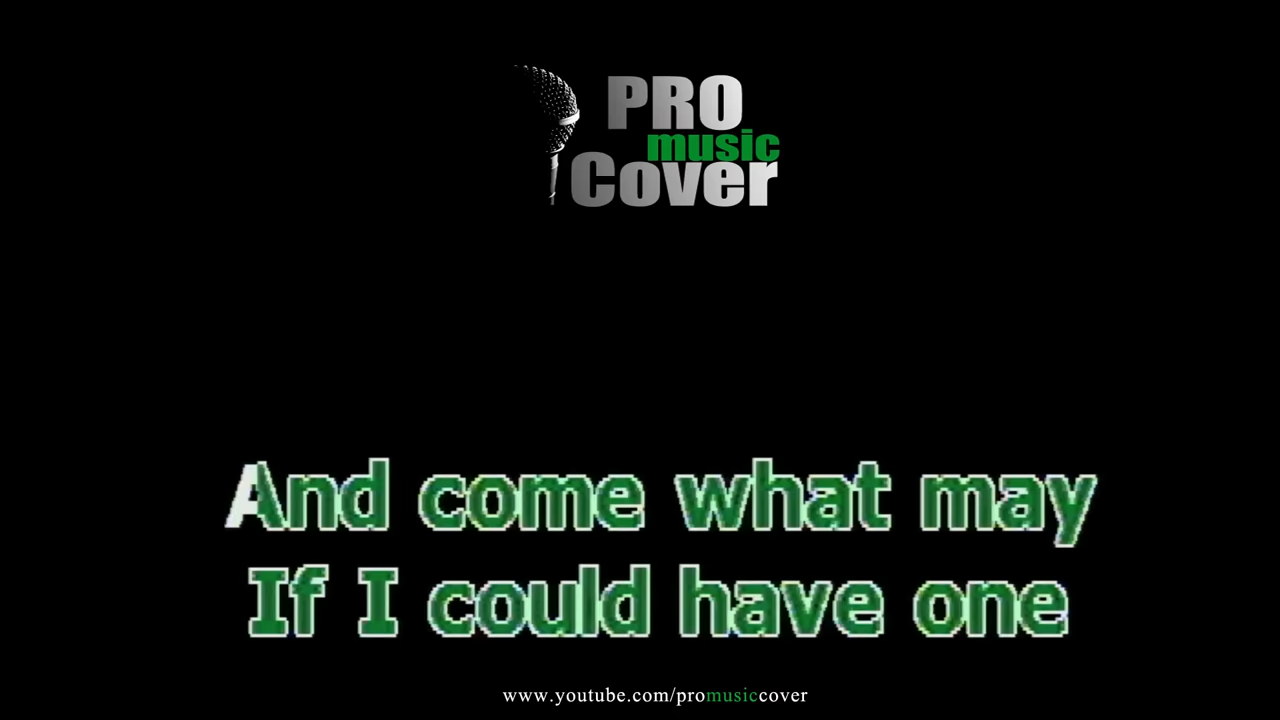 PRO
music
Cover
And come what may
If I could have one
www.youtube.com/promusiccover